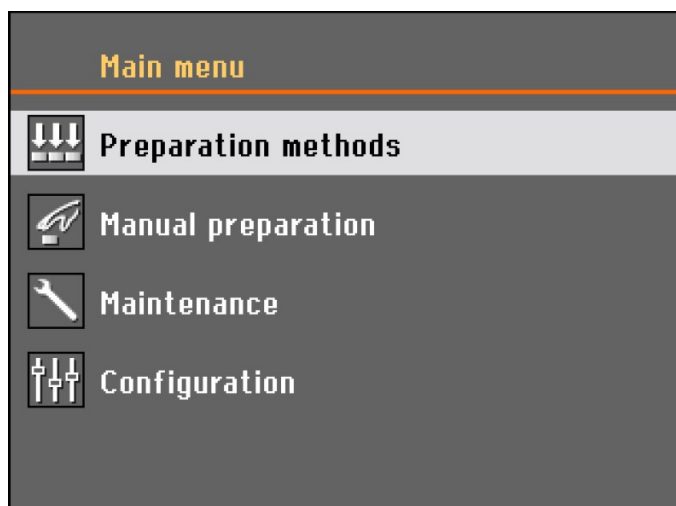 Main menu
Preparation methods
Manual preparation
Maintenance
Configuration